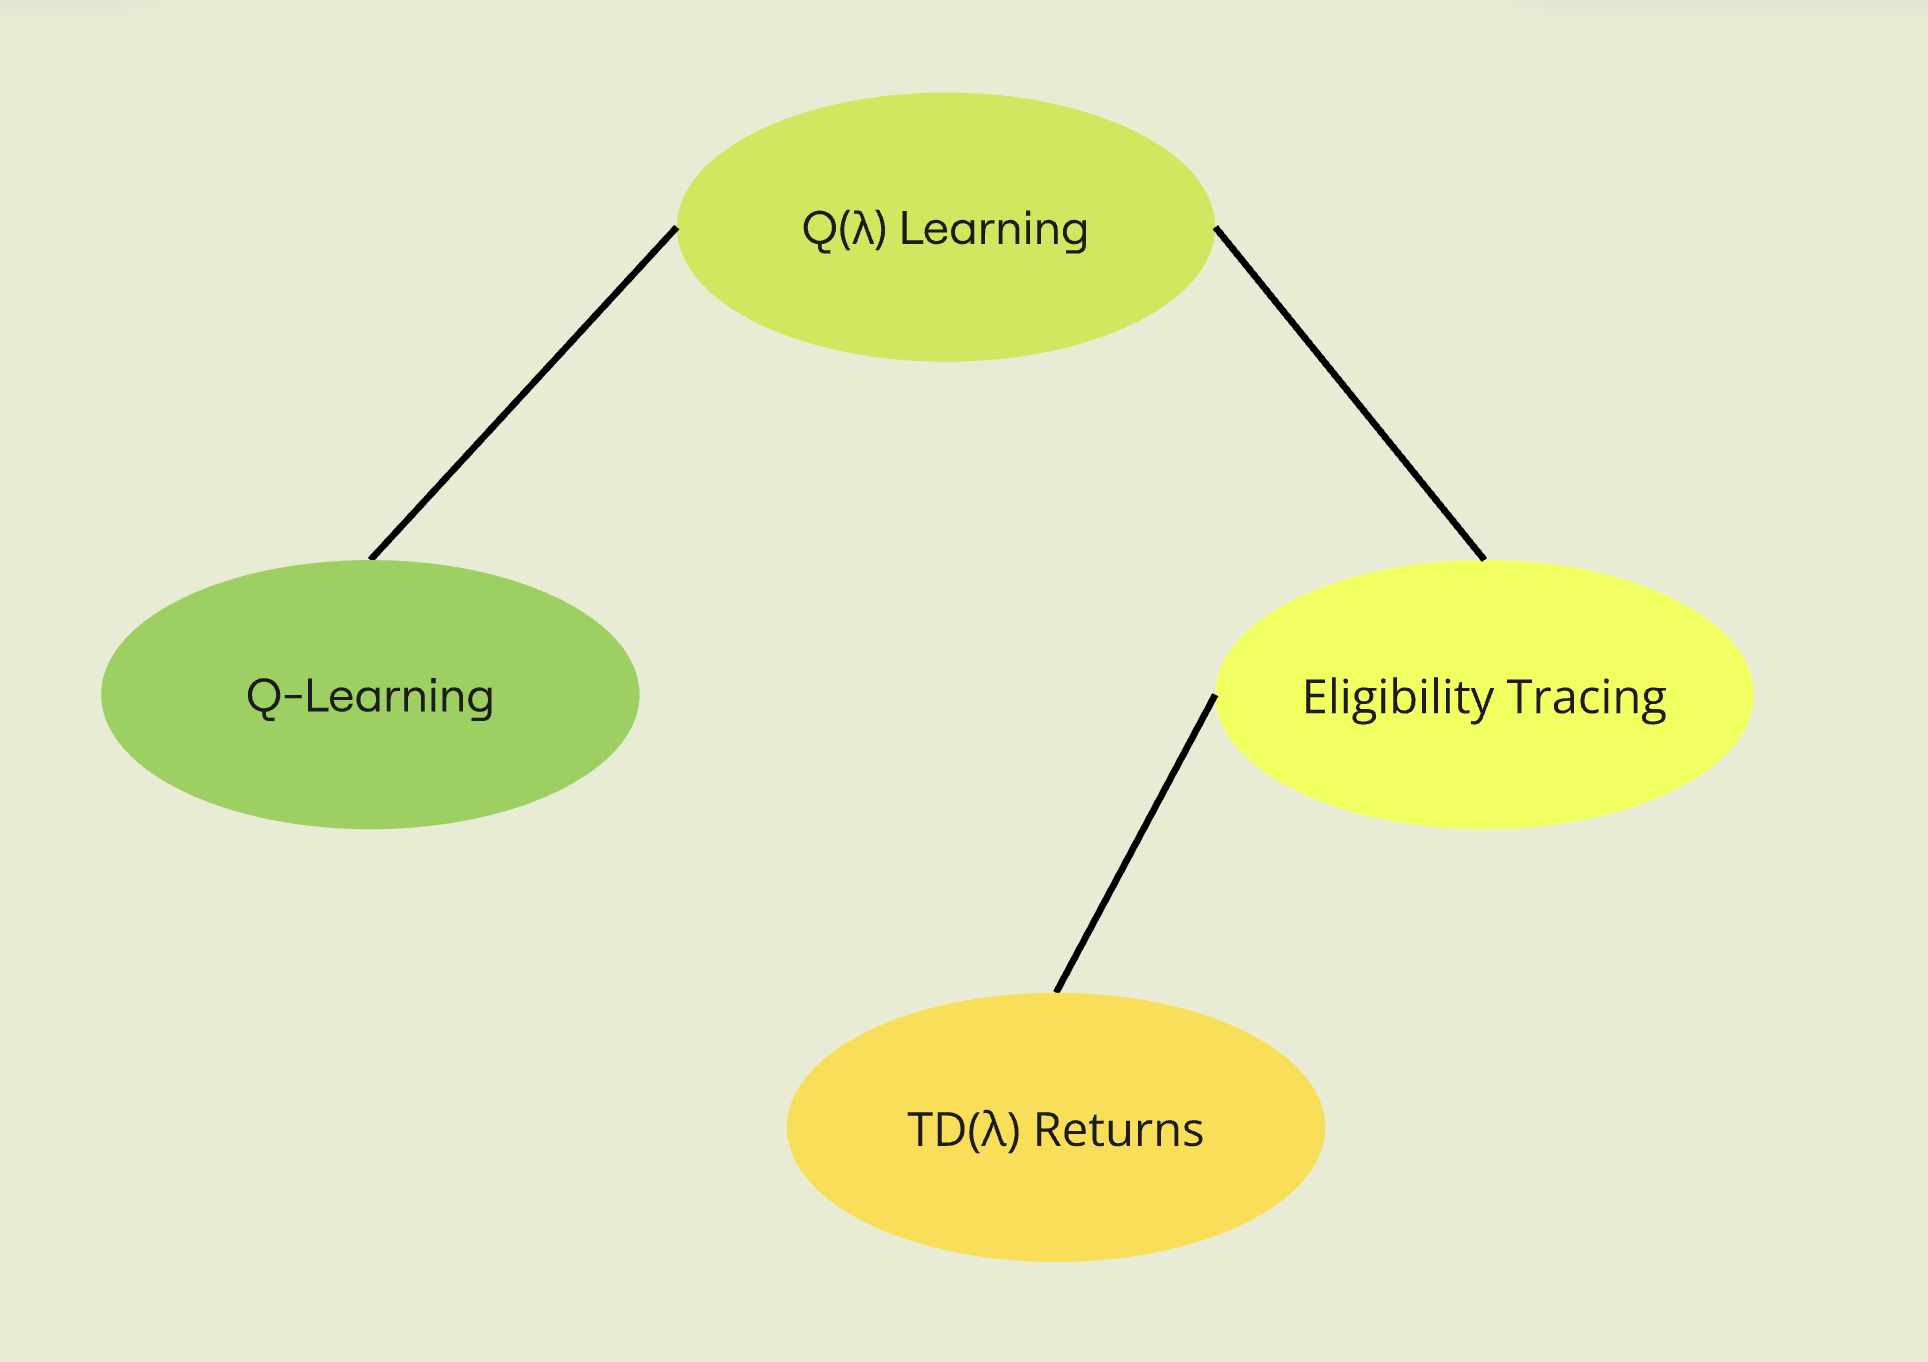 Q(λ) Learning
Q-Learning
Eligibility Tracing
TD(λ) Returns